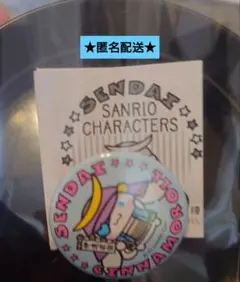 ★匿名配送★
SENDAI
SANRIO
CHARACTERS
SENDAI
CINNAMOROLL